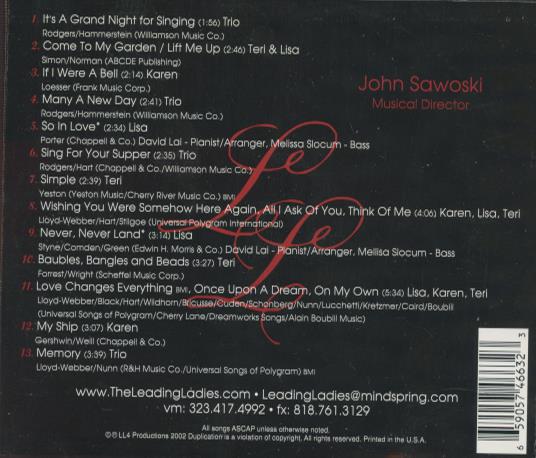 1. It's A Grand Night for Singing (1:56) Trio
Rodgers/Hammerstein (Williamson Music Co.)
2. Come To My Garden / Lift Me Up (2:46) Teri & Lisa
Simon/Norman (ABCDE Publishing)
3. If I Were A Bell (2:14) Karen
Loesser (Frank Music Corp.)
4. Many A New Day (2:41) Trio
Rodgers/Hammerstein (Williamson Music Co.)
5. So In Love* (2:34) Lisa
Porter (Chappell & Co.) David Lai - Pianist/Arranger, Melissa Slocum - Bass
6. Sing For Your Supper (2:35) Trio
Rodgers/Hart (Chappell & Co./Williamson Music Co.)
7. Simple (2:39) Teri
Yeston (Yeston Music/Cherry River Music Co.) BMI
8. Wishing You Were Somehow Here Again, All I Ask Of You, Think Of Me (4:06) Karen, Lisa, Teri
Lloyd-Webber/Hart/Stilgoe (Universal Polygram International)
9. Never, Never Land* (3:14) Lisa
Styne/Comden/Green (Edwin H. Morris & Co.) David Lai - Pianist/Arranger, Mellisa Slocum - Bass
10. Baubles, Bangles and Beads (3:27) Teri
Forrest/Wright (Scheffel Music Corp.)
11. Love Changes Everything BMI, Once Upon A Dream, On My Own (5:34) Lisa, Karen, Teri
Lloyd-Webber/Black/Hart/Wildhorn/Bricusse/Cuden/Schonberg/Nunn/Lucchetti/Kretzmer/Caird/Boubill
(Universal Songs of Polygram/Cherry Lane/Dreamworks Songs/Alain Boubill Music)
12. My Ship (3:07) Karen
Gershwin/Weill (Chappell & Co.)
13. Memory (3:39) Trio
Lloyd-Webber/Nunn (R&H Music Co./Universal Songs of Polygram) BMI
John Sawoski
Musical Director
Le
Le
Le
www.TheLeadingLadies.com • LeadingLadies@mindspring.com
vm: 323.417.4992 • fx: 818.761.3129
All songs ASCAP unless otherwise noted.
©℗ LL4 Productions 2002 Duplication is a violation of copyright. All rights reserved. Printed in the U.S.A.
6 59057 46632 3